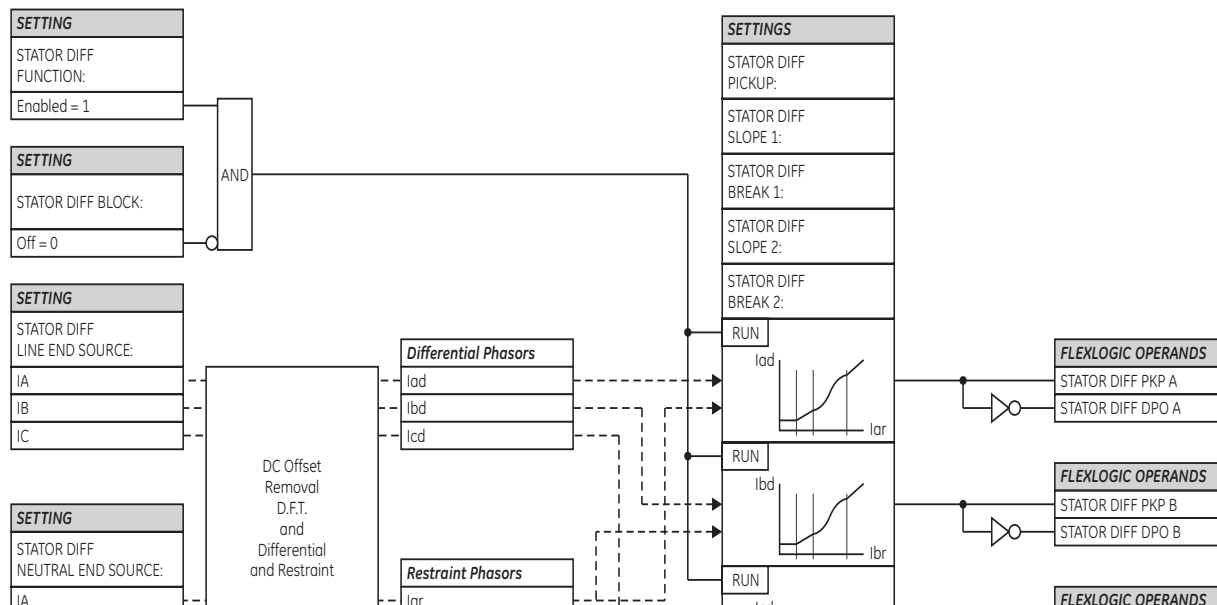 SETTING
STATOR DIFF
FUNCTION:
Enabled = 1
SETTING
STATOR DIFF BLOCK:
Off = 0
AND
SETTING
STATOR DIFF
LINE END SOURCE:
IA
IB
IC
SETTING
STATOR DIFF
NEUTRAL END SOURCE:
IA
DC Offset
Removal
D.F.T.
and
Differential
and Restraint
Differential Phasors
Iad
Ibd
Icd
Restraint Phasors
Iar
SETTINGS
STATOR DIFF
PICKUP:
STATOR DIFF
SLOPE 1:
STATOR DIFF
BREAK 1:
STATOR DIFF
SLOPE 2:
STATOR DIFF
BREAK 2:
RUN
Iad
Iar
RUN
Ibd
Ibr
RUN
FLEXLOGIC OPERANDS
STATOR DIFF PKP A
STATOR DIFF DPO A
FLEXLOGIC OPERANDS
STATOR DIFF PKP B
STATOR DIFF DPO B
FLEXLOGIC OPERANDS